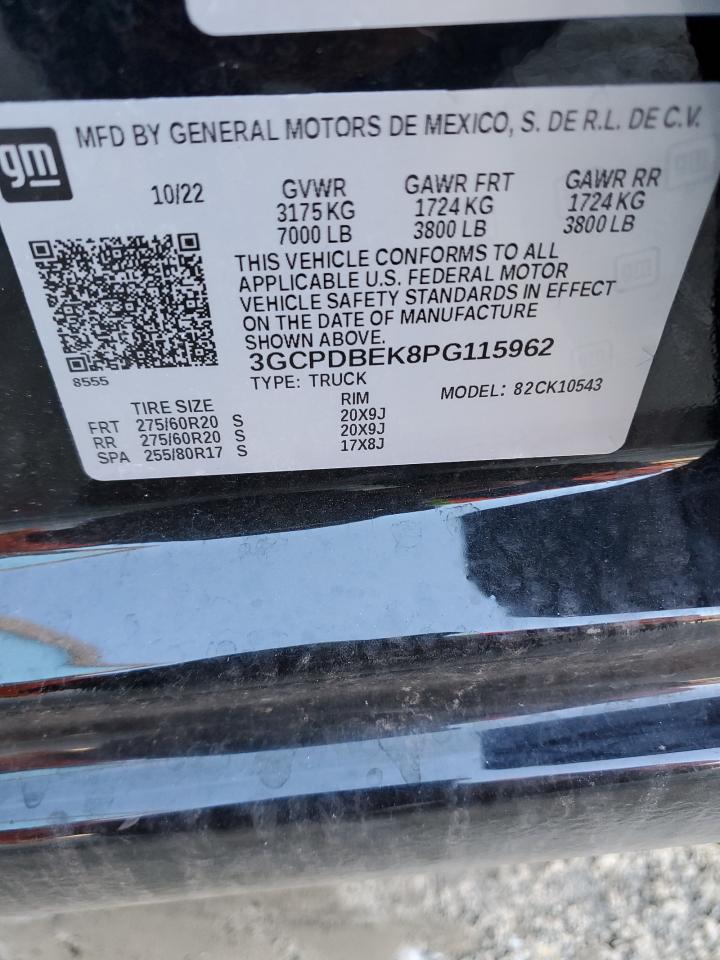 MFD BY GENERAL MOTORS DE MEXICO, S. DE R.L. DE C.V.
gm
10/22 GVWR GAWR FRT GAWR RR
3175 KG 1724 KG 1724 KG
7000 LB 3800 LB 3800 LB
THIS VEHICLE CONFORMS TO ALL
APPLICABLE U.S. FEDERAL MOTOR
VEHICLE SAFETY STANDARDS IN EFFECT
ON THE DATE OF MANUFACTURE
SHOWN ABOVE.
3GCPDBEK8PG115962
8555 TYPE: TRUCK MODEL: 82CK10543
TIRE SIZE RIM
FRT 275/60R20 S 20X9J
RR 275/60R20 S 20X9J
SPA 255/80R17 S 17X8J